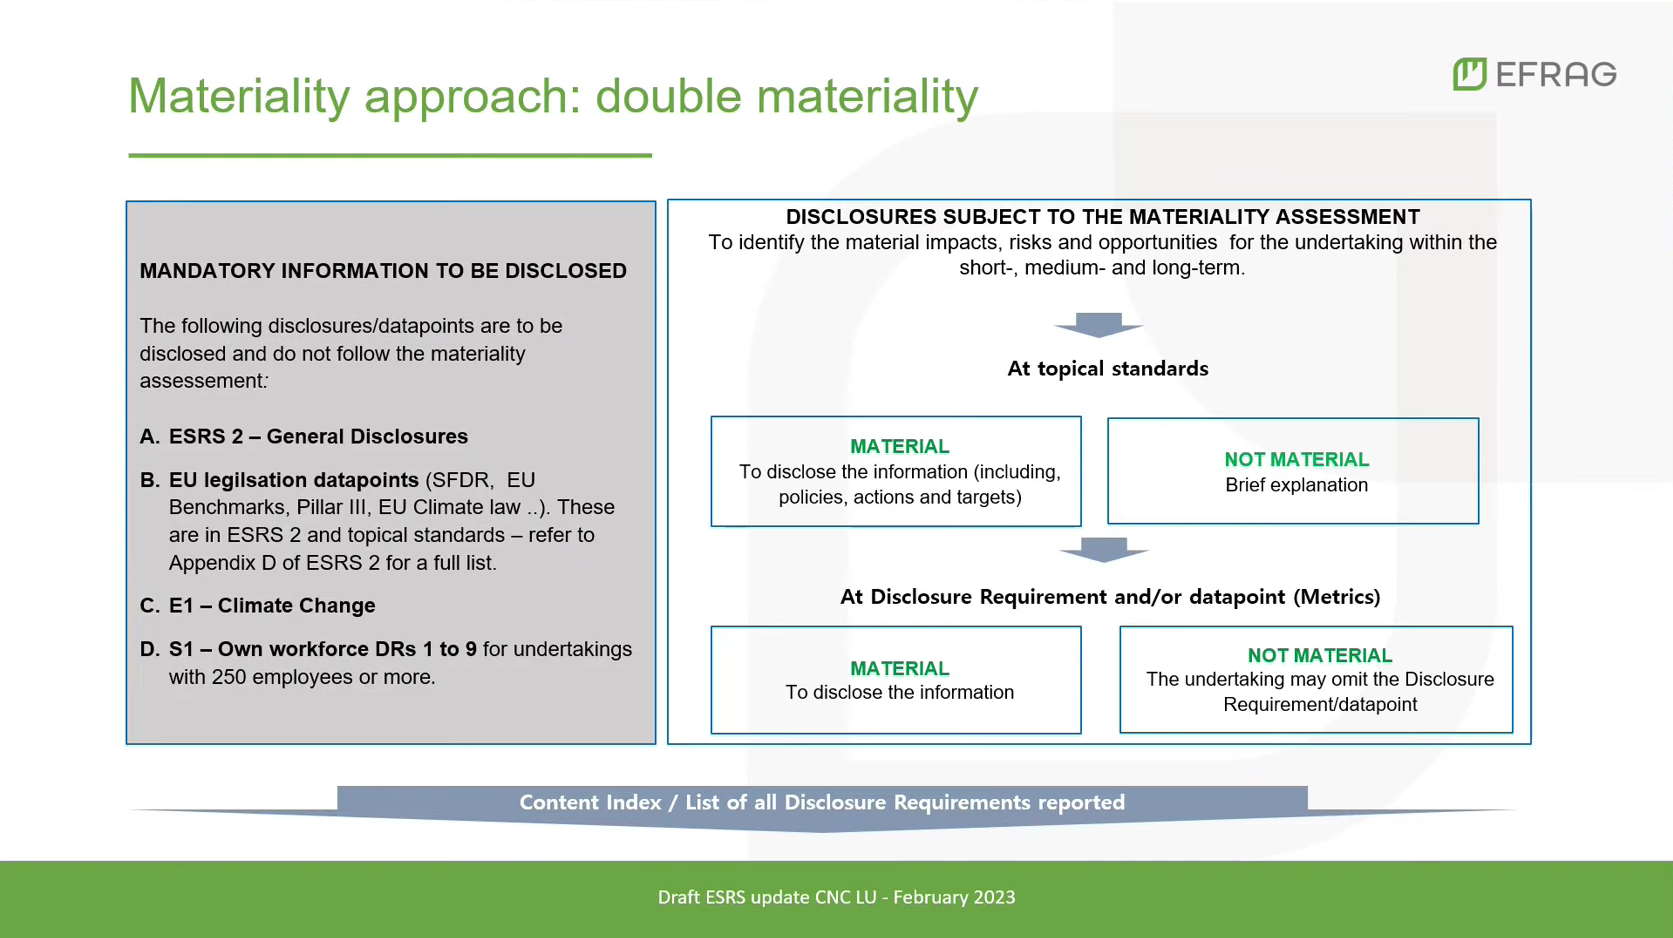 Materiality approach: double materiality
EFRAG
MANDATORY INFORMATION TO BE DISCLOSED
The following disclosures/datapoints are to be
disclosed and do not follow the materiality
assessement:
A. ESRS 2 – General Disclosures
B. EU legilsation datapoints (SFDR, EU
Benchmarks, Pillar III, EU Climate law ..). These
are in ESRS 2 and topical standards – refer to
Appendix D of ESRS 2 for a full list.
C. E1 – Climate Change
D. S1 – Own workforce DRs 1 to 9 for undertakings
with 250 employees or more.
DISCLOSURES SUBJECT TO THE MATERIALITY ASSESSMENT
To identify the material impacts, risks and opportunities for the undertaking within the
short-, medium- and long-term.
At topical standards
MATERIAL
To disclose the information (including,
policies, actions and targets)
NOT MATERIAL
Brief explanation
At Disclosure Requirement and/or datapoint (Metrics)
MATERIAL
To disclose the information
NOT MATERIAL
The undertaking may omit the Disclosure
Requirement/datapoint
Content Index / List of all Disclosure Requirements reported
Draft ESRS update CNC LU - February 2023